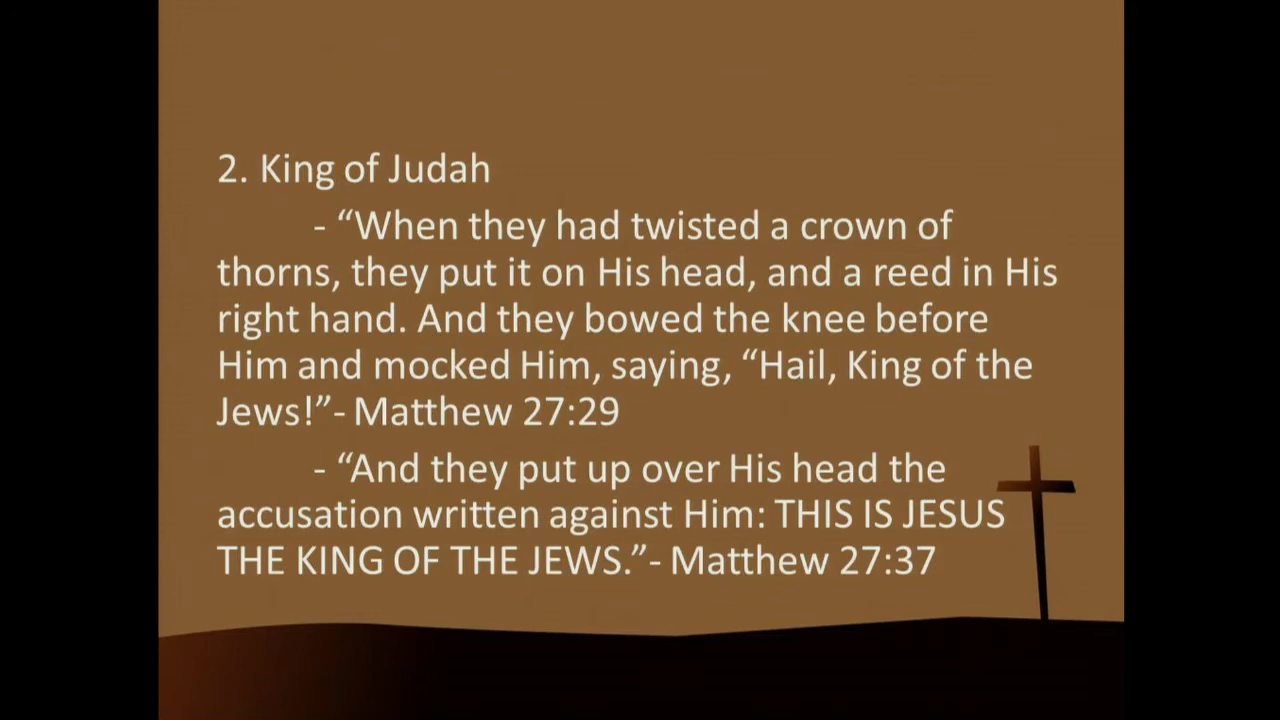 2. King of Judah
- “When they had twisted a crown of
thorns, they put it on His head, and a reed in His
right hand. And they bowed the knee before
Him and mocked Him, saying, “Hail, King of the
Jews!”- Matthew 27:29
- “And they put up over His head the
accusation written against Him: THIS IS JESUS
THE KING OF THE JEWS.”- Matthew 27:37